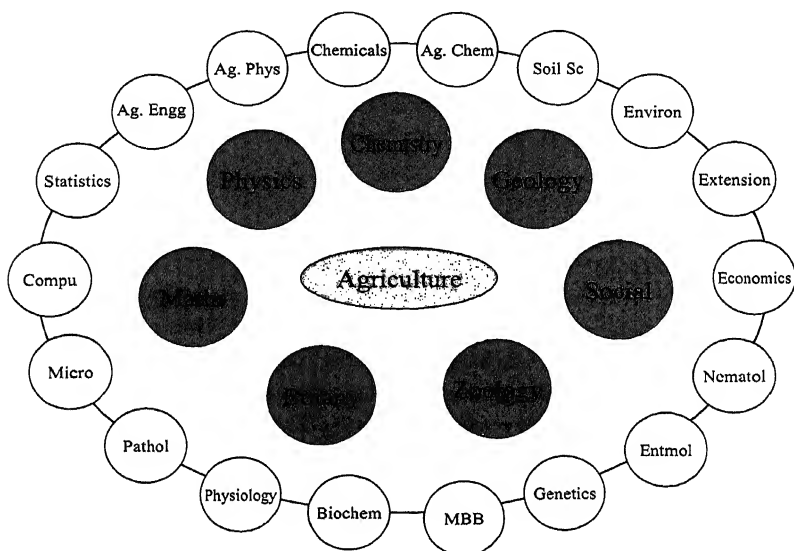 Chemicals
Ag. Chem
Ag. Phys
Soil Sc
Ag. Engg
Environ
Chemistry
Physics
Geology
Statistics
Extension
Agriculture
Compu
Maths
Social
Economics
Micro
Nematol
Botany
Zoology
Pathol
Entmol
Physiology
Genetics
Biochem
MBB